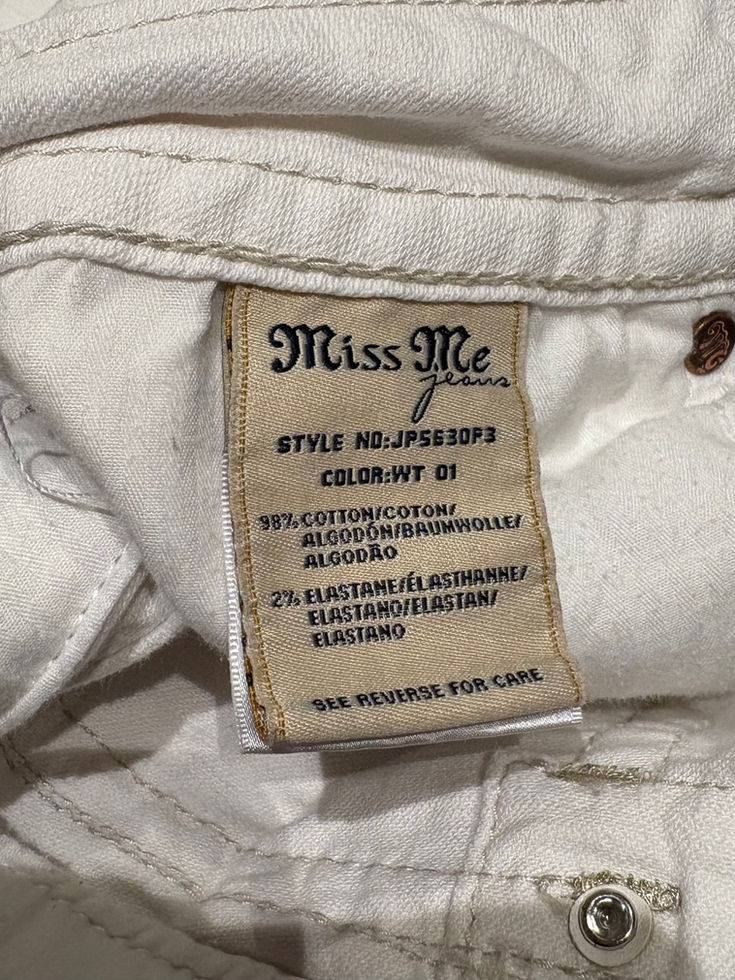 Miss Me
jeans
STYLE NO:JP5630F3
COLOR:WT 01
98% COTTON/COTON/
ALGODÓN/BAUMWOLLE/
ALGODÃO
2% ELASTANE/ÉLASTHANNE/
ELASTANO/ELASTAN/
ELASTANO
SEE REVERSE FOR CARE